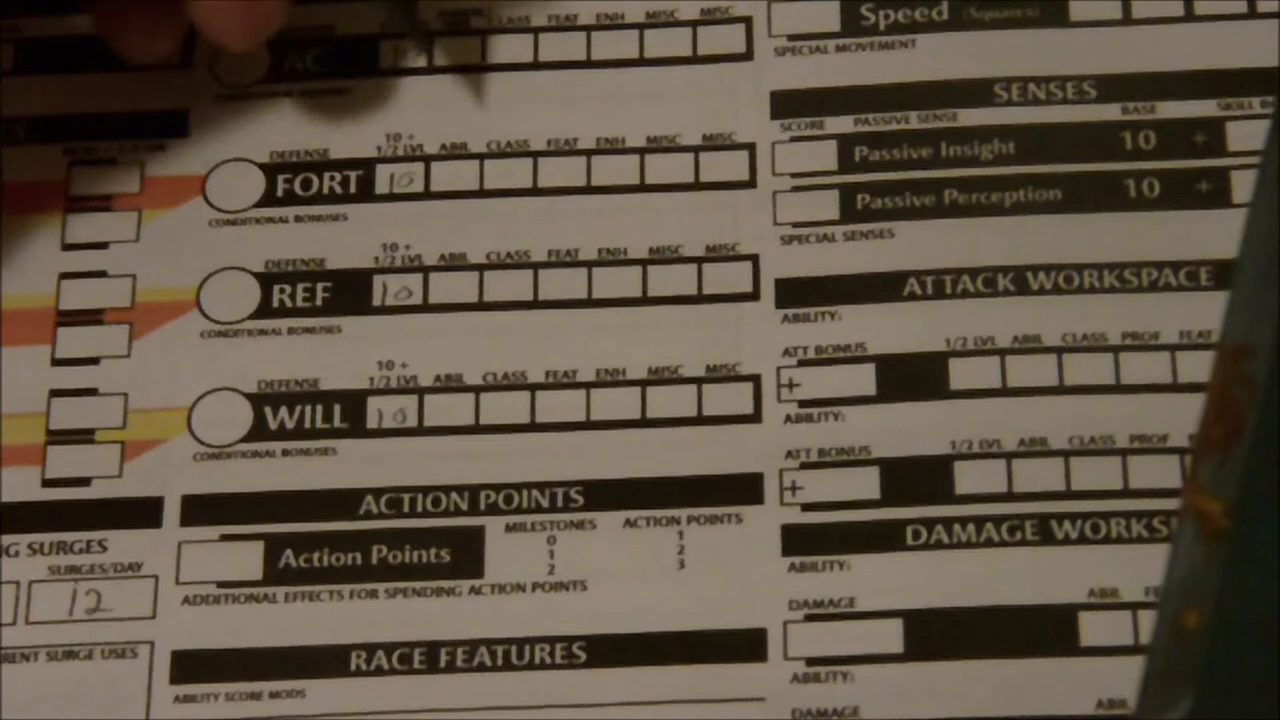 CLASS FEAT ENH MISC MISC
AC
10 +
DEFENSE 1/2 LVL ABIL CLASS FEAT ENH MISC MISC
FORT 10
CONDITIONAL BONUSES
10 +
DEFENSE 1/2 LVL ABIL CLASS FEAT ENH MISC MISC
REF 10
CONDITIONAL BONUSES
10 +
DEFENSE 1/2 LVL ABIL CLASS FEAT ENH MISC MISC
WILL 10
CONDITIONAL BONUSES
ACTION POINTS
MILESTONES ACTION POINTS
0 1
Action Points 1 2
2 3
ADDITIONAL EFFECTS FOR SPENDING ACTION POINTS
RACE FEATURES
ABILITY SCORE MODS
G SURGES
SURGES/DAY
12
RENT SURGE USES
Speed (Squares)
SPECIAL MOVEMENT
SENSES
SCORE PASSIVE SENSE BASE SKILL
Passive Insight 10 +
Passive Perception 10 +
SPECIAL SENSES
ATTACK WORKSPACE
ABILITY:
ATT BONUS 1/2 LVL ABIL CLASS PROF FEAT
+
ABILITY:
ATT BONUS 1/2 LVL ABIL CLASS PROF
+
DAMAGE WORKS
ABILITY:
DAMAGE ABIL
ABILITY:
DAMAGE ABIL